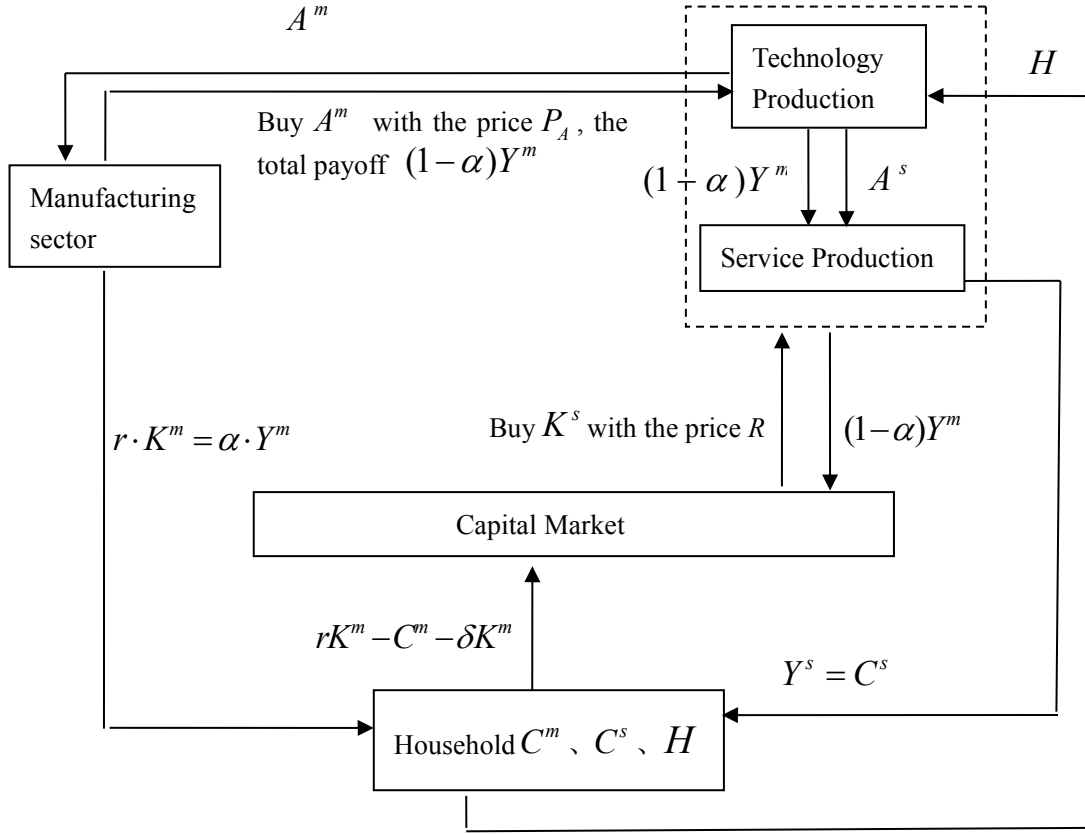 A^m
Technology
Production
H
Buy A^m with the price P_A, the
total payoff (1−α)Y^m
(1−α)Y^m
A^s
Manufacturing
sector
Service Production
r·K^m=α·Y^m
Buy K^s with the price R
(1−α)Y^m
Capital Market
rK^m−C^m−δK^m
Y^s=C^s
Household C^m、C^s、H